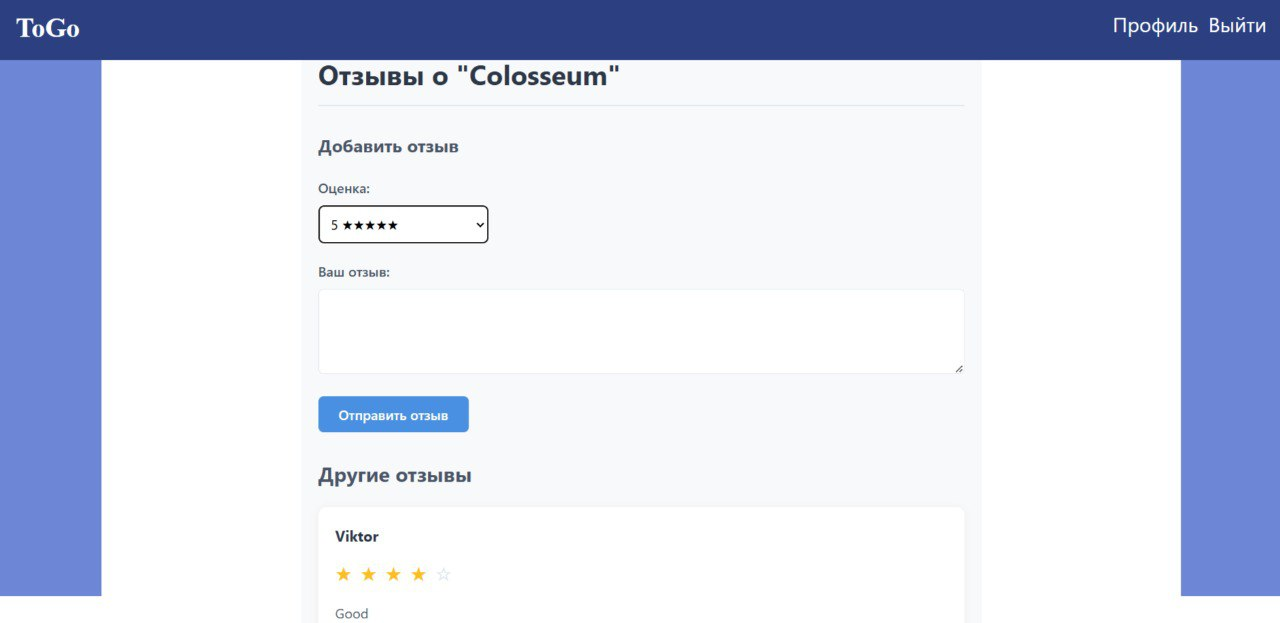 ToGo
Профиль Выйти
Отзывы о "Colosseum"
Добавить отзыв
Оценка:
5 ★★★★★
Ваш отзыв:
Отправить отзыв
Другие отзывы
Viktor
★ ★ ★ ★ ☆
Good